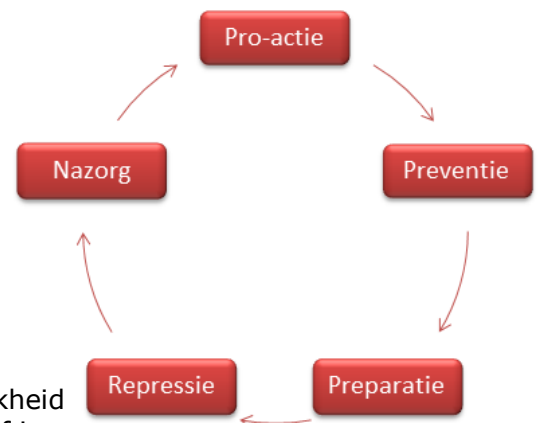 Pro-actie
Nazorg
Preventie
Repressie
Preparatie